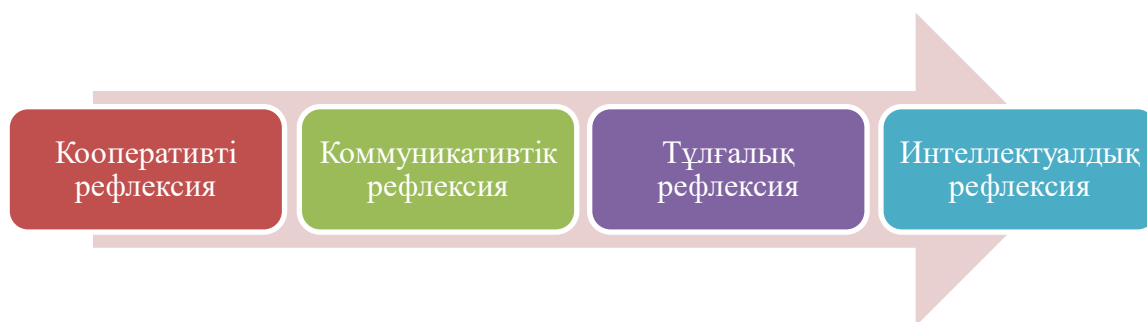 Кооперативті
рефлексия
Коммуникативтік
рефлексия
Тұлғалық
рефлексия
Интеллектуалдық
рефлексия